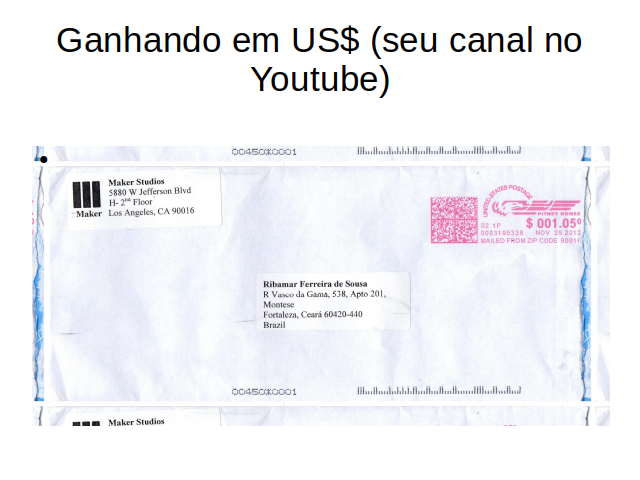 Ganhando em US$ (seu canal no
Youtube)
00450X0001
Maker Studios
5880 W Jefferson Blvd
H- 2nd Floor
Los Angeles, CA 90016
Maker
UNITED STATES POSTAGE
PITNEY BOWES
02 1P
$ 001.05⁰
0003195338 NOV 29 2012
MAILED FROM ZIP CODE 90016
Ribamar Ferreira de Sousa
R Vasco da Gama, 538, Apto 201,
Montese
Fortaleza, Ceará 60420-440
Brazil
00450X0001
Maker Studios